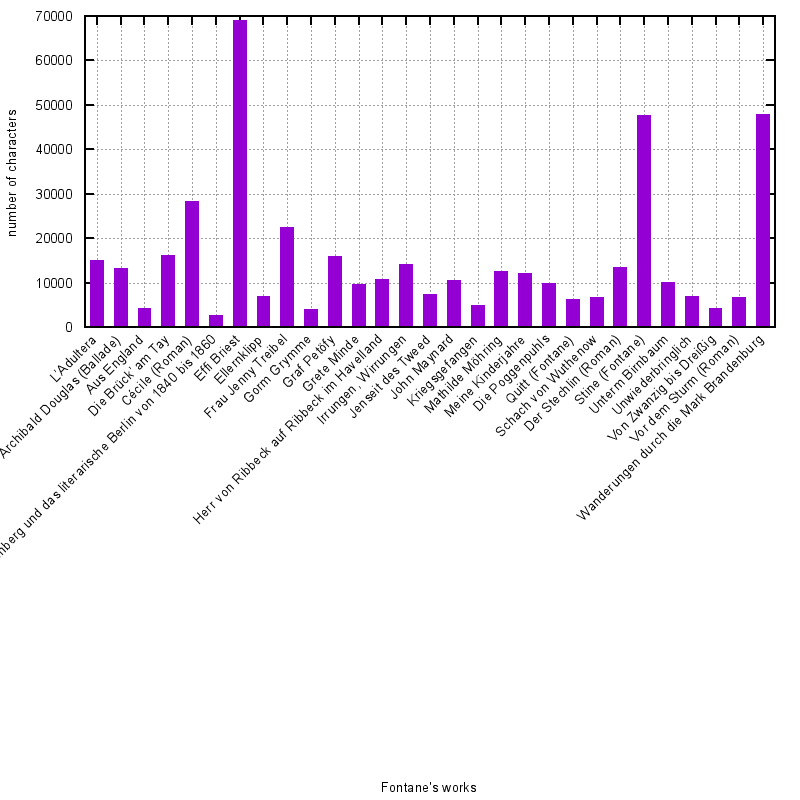 70000
60000
50000
40000
30000
20000
10000
0
number of characters
L'Adultera
Archibald Douglas (Ballade)
Aus England
Die Brück' am Tay
Cécile (Roman)
und das literarische Berlin von 1840 bis 1860
Effi Briest
Ellernklipp
Frau Jenny Treibel
Gorm Grymme
Graf Petöfy
Grete Minde
Herr von Ribbeck auf Ribbeck im Havelland
Irrungen, Wirrungen
Jenseit des Tweed
John Maynard
Kriegsgefangen
Mathilde Möhring
Meine Kinderjahre
Die Poggenpuhls
Quitt (Fontane)
Schach von Wuthenow
Der Stechlin (Roman)
Stine (Fontane)
Unterm Birnbaum
Unwiederbringlich
Von Zwanzig bis Dreißig
Vor dem Sturm (Roman)
Wanderungen durch die Mark Brandenburg
Fontane's works